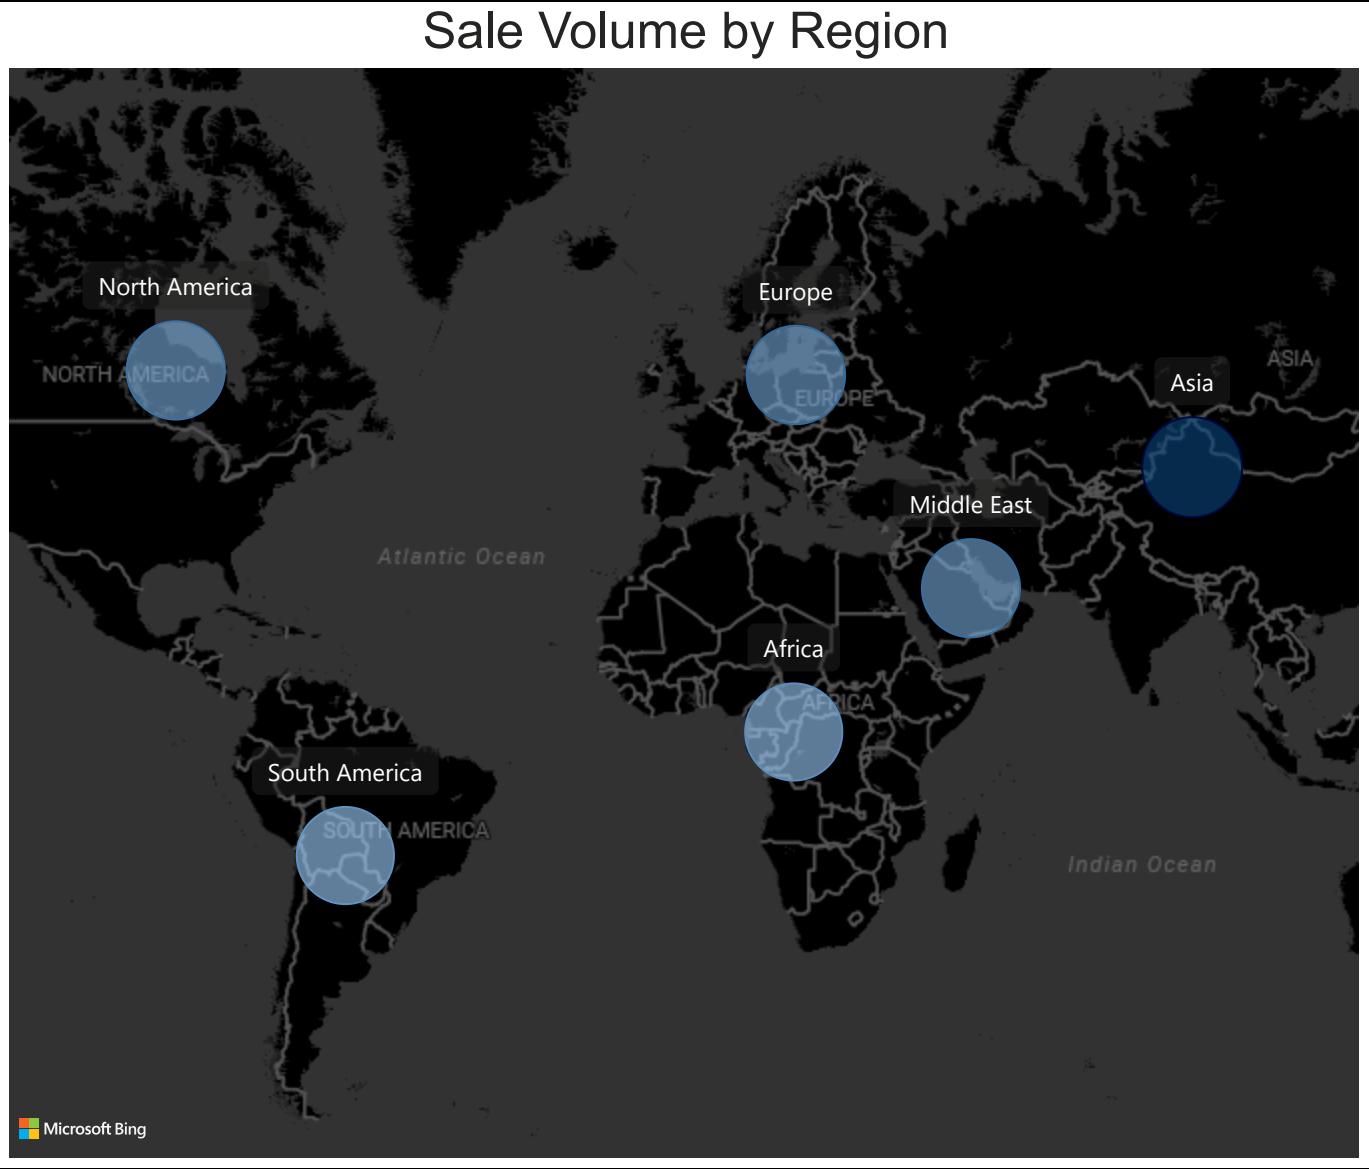 Sale Volume by Region
North America
Europe
NORTH AMERICA
ASIA
Asia
EUROPE
Middle East
Atlantic Ocean
Africa
AFRICA
South America
SOUTH AMERICA
Indian Ocean
Microsoft Bing